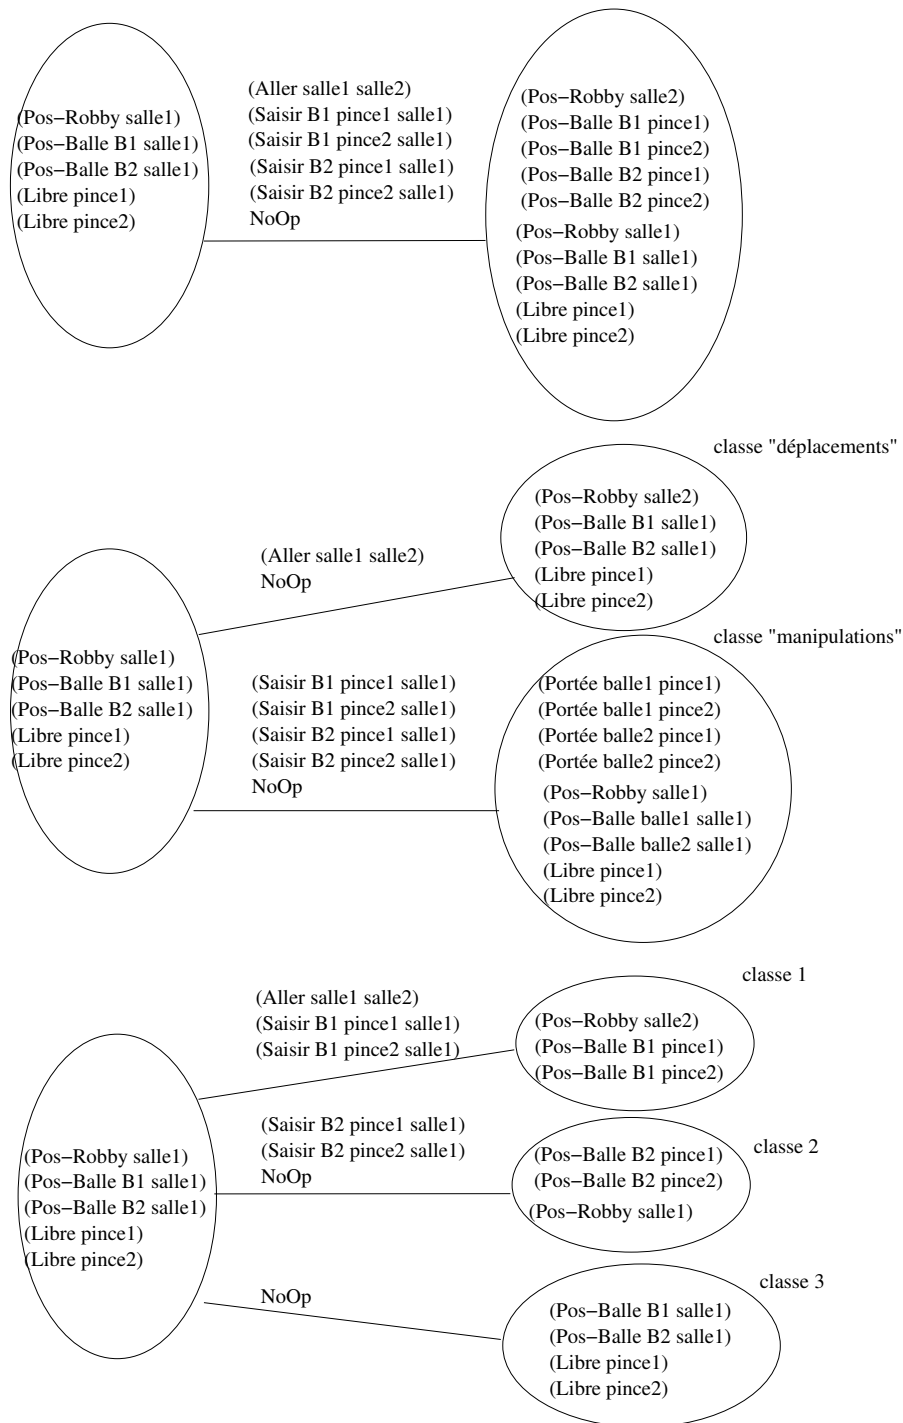 (Pos−Robby salle1)
(Pos−Balle B1 salle1)
(Pos−Balle B2 salle1)
(Libre pince1)
(Libre pince2)
(Aller salle1 salle2)
(Saisir B1 pince1 salle1)
(Saisir B1 pince2 salle1)
(Saisir B2 pince1 salle1)
(Saisir B2 pince2 salle1)
NoOp
(Pos−Robby salle2)
(Pos−Balle B1 pince1)
(Pos−Balle B1 pince2)
(Pos−Balle B2 pince1)
(Pos−Balle B2 pince2)
(Pos−Robby salle1)
(Pos−Balle B1 salle1)
(Pos−Balle B2 salle1)
(Libre pince1)
(Libre pince2)
(Pos−Robby salle1)
(Pos−Balle B1 salle1)
(Pos−Balle B2 salle1)
(Libre pince1)
(Libre pince2)
(Aller salle1 salle2)
NoOp
classe "déplacements"
(Pos−Robby salle2)
(Pos−Balle B1 salle1)
(Pos−Balle B2 salle1)
(Libre pince1)
(Libre pince2)
(Saisir B1 pince1 salle1)
(Saisir B1 pince2 salle1)
(Saisir B2 pince1 salle1)
(Saisir B2 pince2 salle1)
NoOp
classe "manipulations"
(Portée balle1 pince1)
(Portée balle1 pince2)
(Portée balle2 pince1)
(Portée balle2 pince2)
(Pos−Robby salle1)
(Pos−Balle balle1 salle1)
(Pos−Balle balle2 salle1)
(Libre pince1)
(Libre pince2)
(Pos−Robby salle1)
(Pos−Balle B1 salle1)
(Pos−Balle B2 salle1)
(Libre pince1)
(Libre pince2)
(Aller salle1 salle2)
(Saisir B1 pince1 salle1)
(Saisir B1 pince2 salle1)
classe 1
(Pos−Robby salle2)
(Pos−Balle B1 pince1)
(Pos−Balle B1 pince2)
(Saisir B2 pince1 salle1)
(Saisir B2 pince2 salle1)
NoOp
classe 2
(Pos−Balle B2 pince1)
(Pos−Balle B2 pince2)
(Pos−Robby salle1)
NoOp
classe 3
(Pos−Balle B1 salle1)
(Pos−Balle B2 salle1)
(Libre pince1)
(Libre pince2)